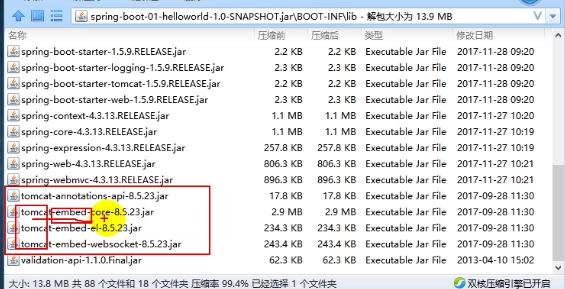 spring-boot-01-helloworld-1.0-SNAPSHOT.jar\BOOT-INF\lib - 解包大小为 13.9 MB
名称 压缩前 压缩后 类型 修改日期
spring-boot-starter-1.5.9.RELEASE.jar 2.2 KB 2.2 KB Executable Jar File 2017-11-28 09:20
spring-boot-starter-logging-1.5.9.RELEASE.jar 2.3 KB 2.3 KB Executable Jar File 2017-11-28 09:20
spring-boot-starter-tomcat-1.5.9.RELEASE.jar 2.2 KB 2.2 KB Executable Jar File 2017-11-28 09:20
spring-boot-starter-web-1.5.9.RELEASE.jar 2.3 KB 2.3 KB Executable Jar File 2017-11-28 09:20
spring-context-4.3.13.RELEASE.jar 1.1 MB 1.1 MB Executable Jar File 2017-11-27 10:20
spring-core-4.3.13.RELEASE.jar 1.1 MB 1.1 MB Executable Jar File 2017-11-27 10:19
spring-expression-4.3.13.RELEASE.jar 257.8 KB 257.8 KB Executable Jar File 2017-11-27 10:19
spring-web-4.3.13.RELEASE.jar 806.3 KB 806.3 KB Executable Jar File 2017-11-27 10:21
spring-webmvc-4.3.13.RELEASE.jar 896.3 KB 896.3 KB Executable Jar File 2017-11-27 10:21
tomcat-annotations-api-8.5.23.jar 17.8 KB 17.8 KB Executable Jar File 2017-09-28 11:30
tomcat-embed-core-8.5.23.jar 2.9 MB 2.9 MB Executable Jar File 2017-09-28 11:30
tomcat-embed-el-8.5.23.jar 234.3 KB 234.3 KB Executable Jar File 2017-09-28 11:30
tomcat-embed-websocket-8.5.23.jar 243.4 KB 243.4 KB Executable Jar File 2017-09-28 11:30
validation-api-1.1.0.Final.jar 62.3 KB 62.3 KB Executable Jar File 2013-04-10 15:02
大小: 13.8 MB 共 88 个文件和 18 个文件夹 压缩率 99.4% 已经选择 1 个文件夹 双核压缩引擎已开启